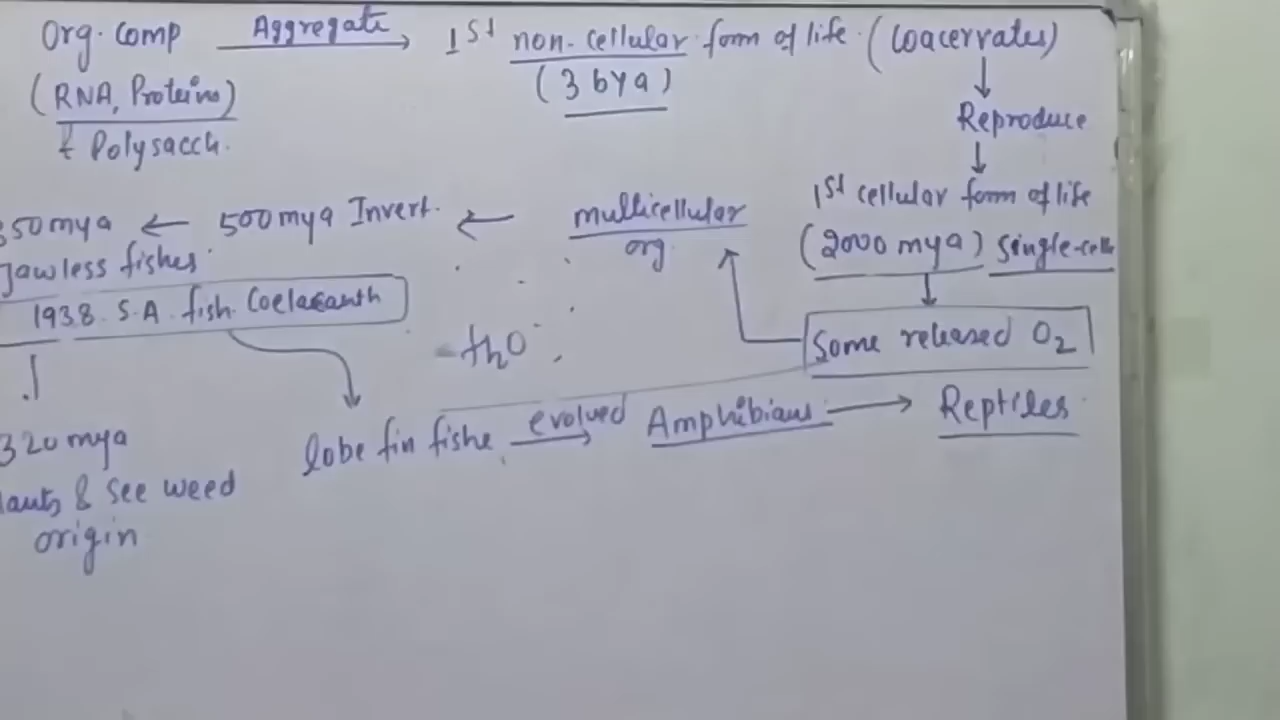 Org. Comp Aggregate → 1st non-cellular form of life. (Coacervates)
(RNA, Proteins) (3 bya) ↓
& Polysacch. Reproduce
↓
1st cellular form of life
350 mya ← 500 mya Invert. ← multicellular org. (2000 mya) Single-cell
Jawless fishes ↓
1938. S.A. fish. Coelacanth Some released O2
H2O
320 mya lobe fin fishe evolved → Amphibians → Reptiles
& See weed
origin